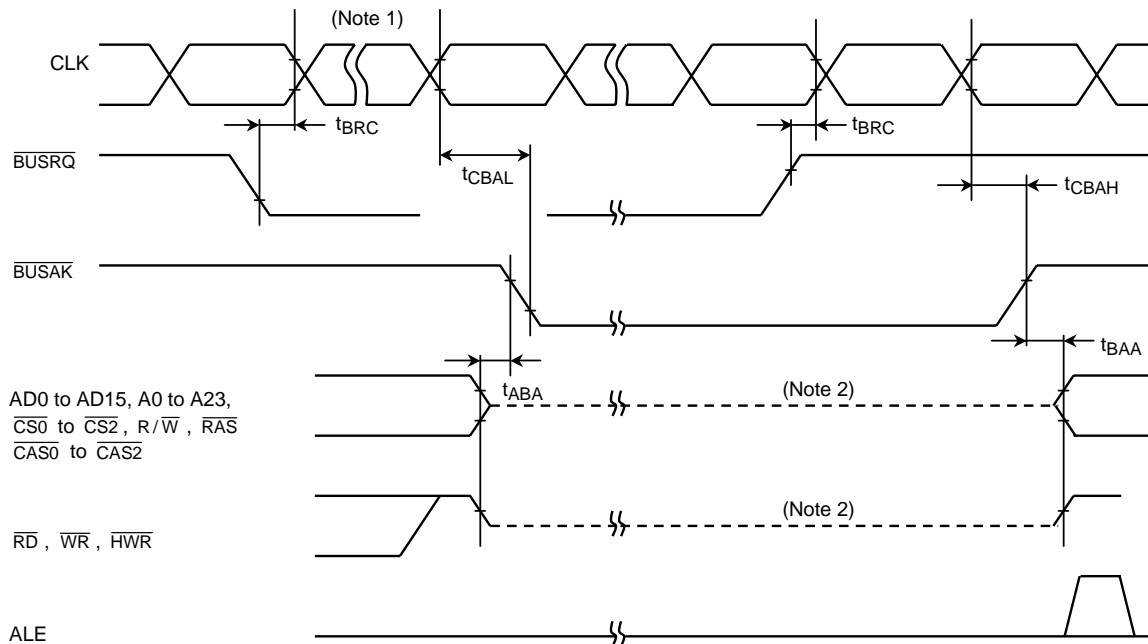 (Note 1)
CLK
tBRC
tBRC
BUSRQ
tCBAL
tCBAH
BUSAK
tBAA
tABA
(Note 2)
AD0 to AD15, A0 to A23,
CS0 to CS2, R/W, RAS
CAS0 to CAS2
(Note 2)
RD, WR, HWR
ALE